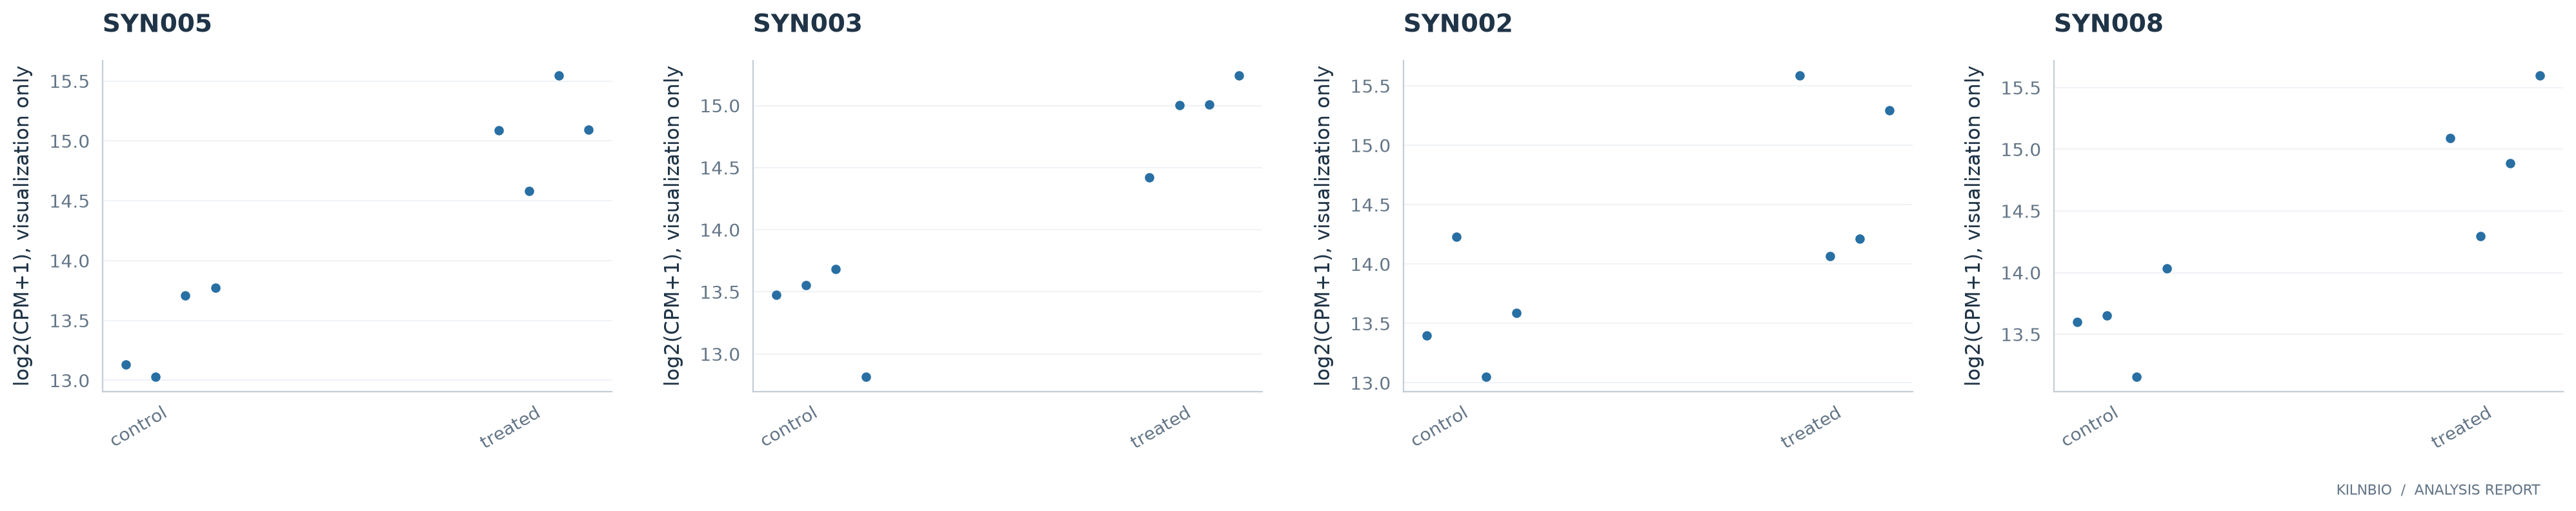 SYN005
log2(CPM+1), visualization only
15.5
15.0
14.5
14.0
13.5
13.0
control
treated
SYN003
log2(CPM+1), visualization only
15.0
14.5
14.0
13.5
13.0
control
treated
SYN002
log2(CPM+1), visualization only
15.5
15.0
14.5
14.0
13.5
13.0
control
treated
SYN008
log2(CPM+1), visualization only
15.5
15.0
14.5
14.0
13.5
control
treated
KILNBIO / ANALYSIS REPORT